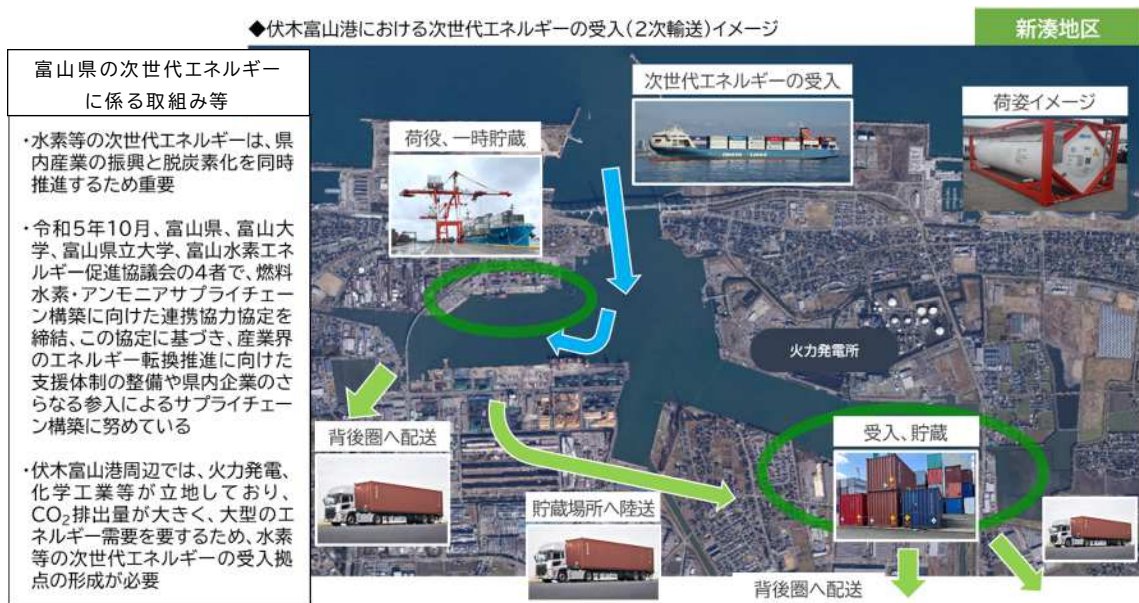 ◆伏木富山港における次世代エネルギーの受入(2次輸送)イメージ
新湊地区
富山県の次世代エネルギー
に係る取組み等
・水素等の次世代エネルギーは、県
内産業の振興と脱炭素化を同時
推進するため重要
・令和5年10月、富山県、富山大
学、富山県立大学、富山水素エネ
ルギー促進協議会の4者で、燃料
水素・アンモニアサプライチェー
ン構築に向けた連携協力協定を
締結、この協定に基づき、産業界
のエネルギー転換推進に向けた
支援体制の整備や県内企業のさ
らなる参入によるサプライチェー
ン構築に努めている
・伏木富山港周辺では、火力発電、
化学工業等が立地しており、
CO₂排出量が大きく、大型のエ
ネルギー需要を要するため、水素
等の次世代エネルギーの受入拠
点の形成が必要
次世代エネルギーの受入
荷姿イメージ
荷役、一時貯蔵
火力発電所
背後圏へ配送
受入、貯蔵
貯蔵場所へ陸送
背後圏へ配送